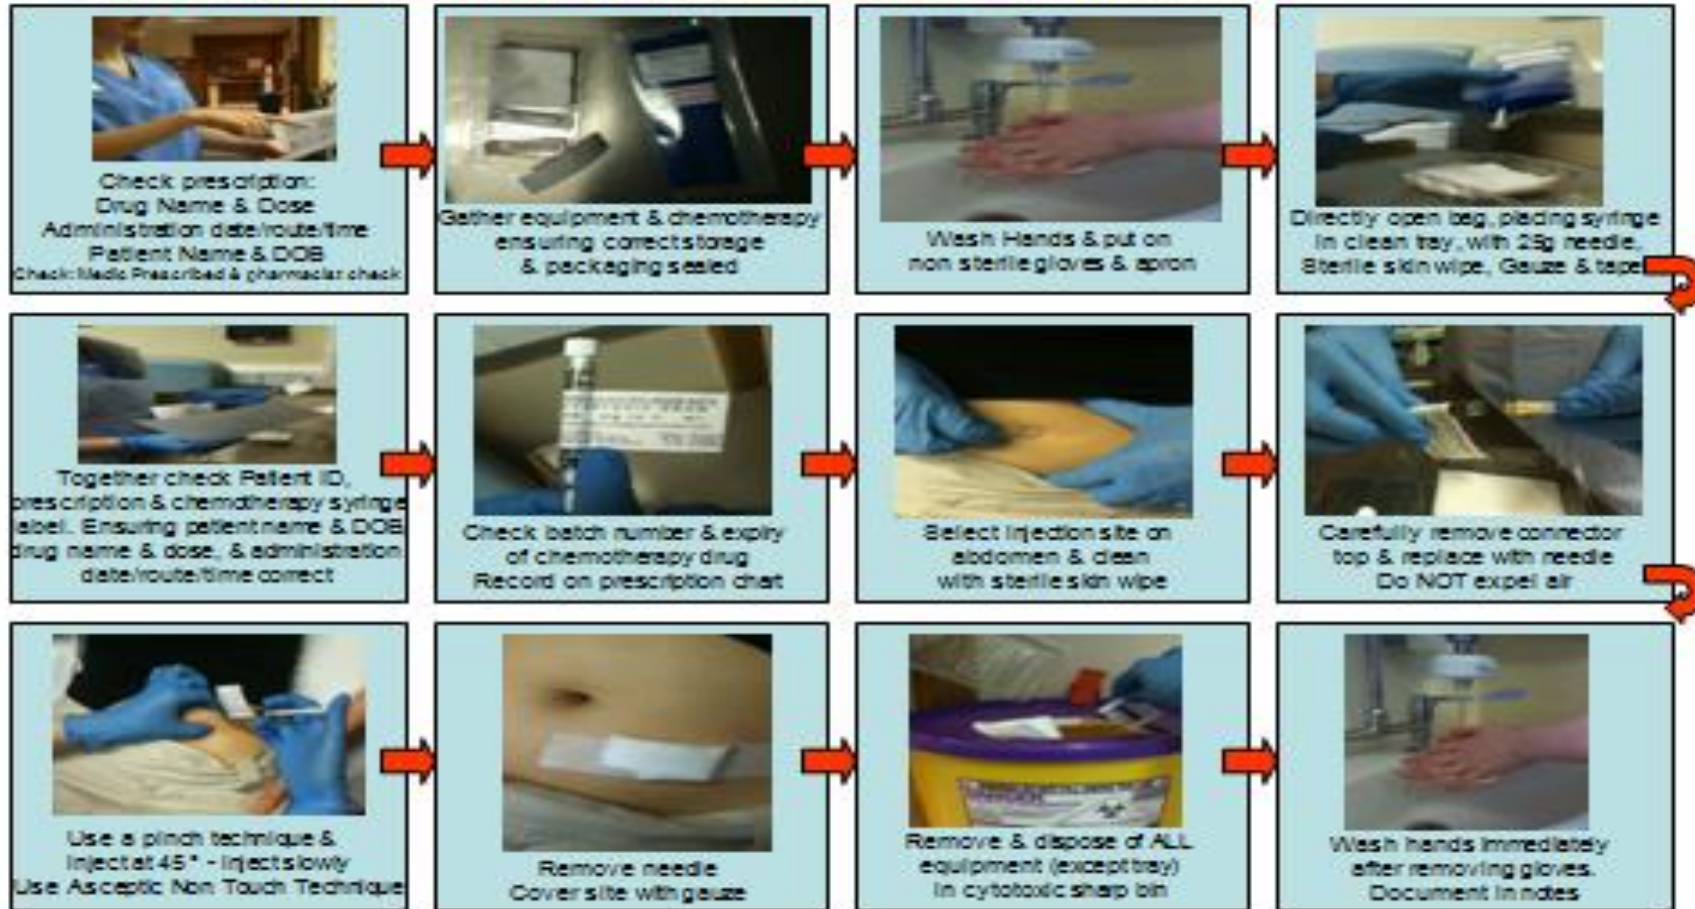 Check prescription:
Drug Name & Dose
Administration date/route/time
Patient Name & DOB
Check: Medic Prescribed & pharmacist check
Gather equipment & chemotherapy
ensuring correct storage
& packaging sealed
Wash Hands & put on
non sterile gloves & apron
Directly open bag, placing syringe
in clean tray, with 25g needle,
Sterile skin wipe, Gauze & tape
Together check Patient ID,
prescription & chemotherapy syringe
label. Ensuring patient name & DOB
drug name & dose, & administration
date/route/time correct
Check batch number & expiry
of chemotherapy drug
Record on prescription chart
Select injection site on
abdomen & clean
with sterile skin wipe
Carefully remove connector
top & replace with needle
Do NOT expel air
Use a pinch technique &
Inject at 45° - Inject slowly
Use Asceptic Non Touch Technique
Remove needle
Cover site with gauze
Remove & dispose of ALL
equipment (except tray)
in cytotoxic sharp bin
Wash hands immediately
after removing gloves.
Document in notes